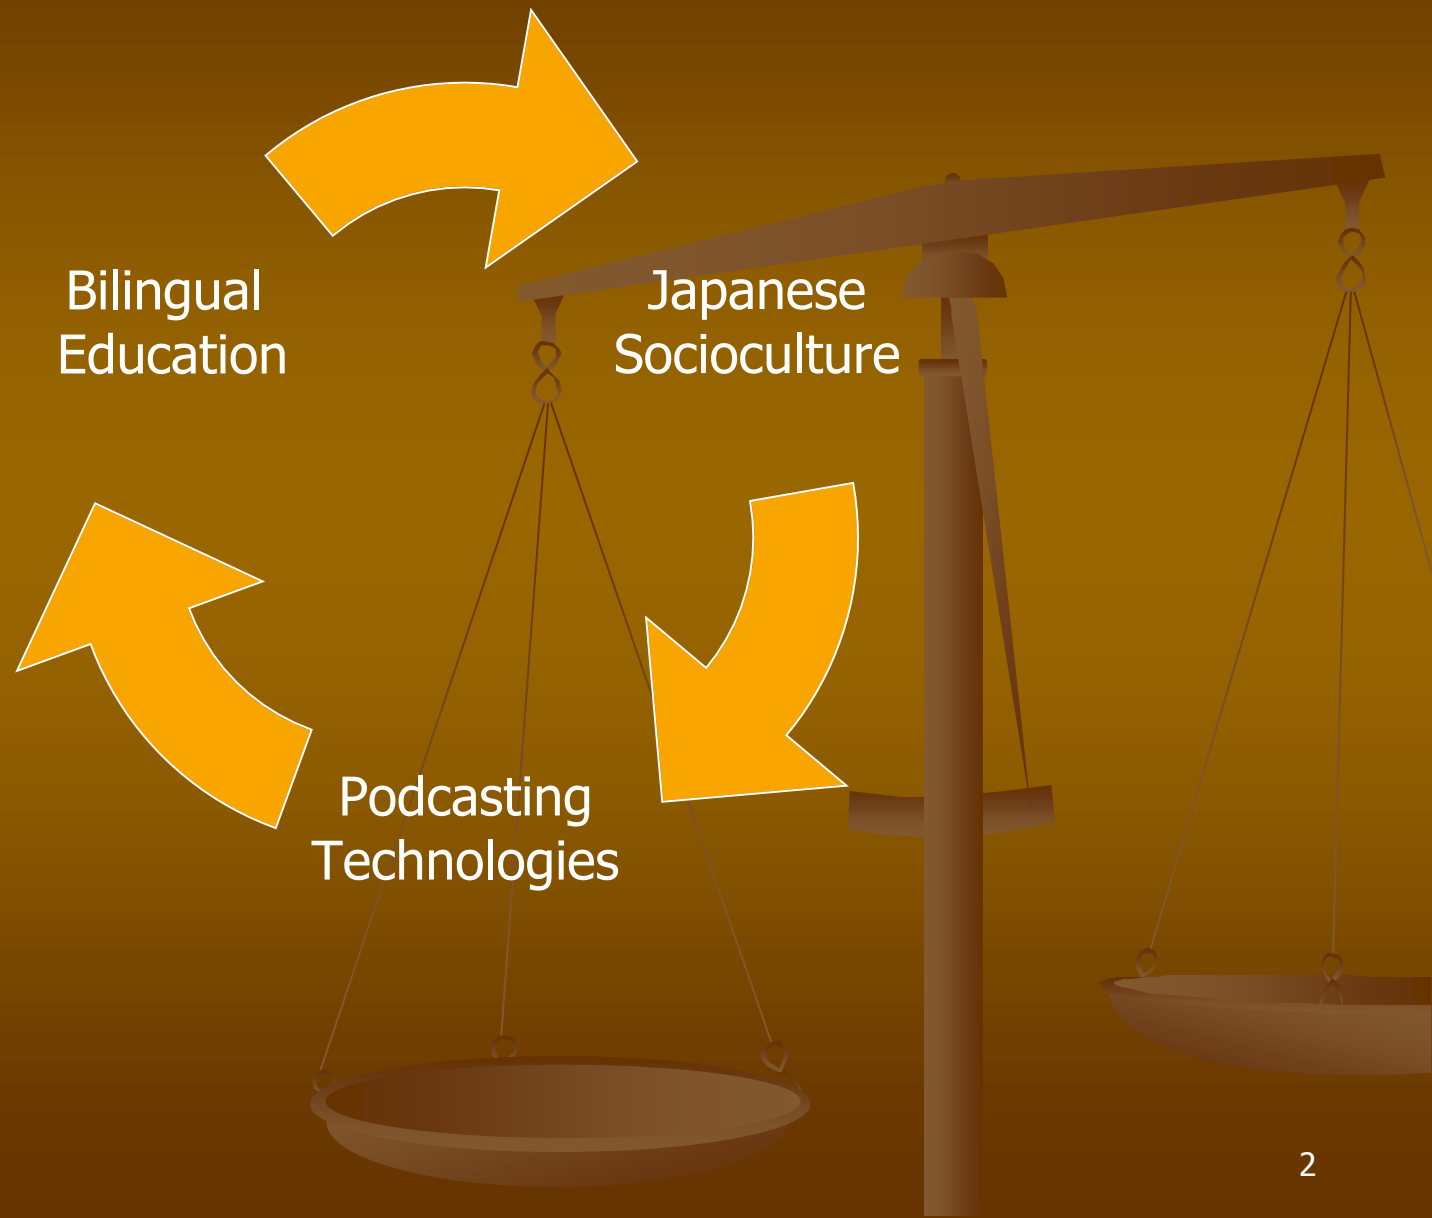 Bilingual
Education
Japanese
Socioculture
Podcasting
Technologies
2